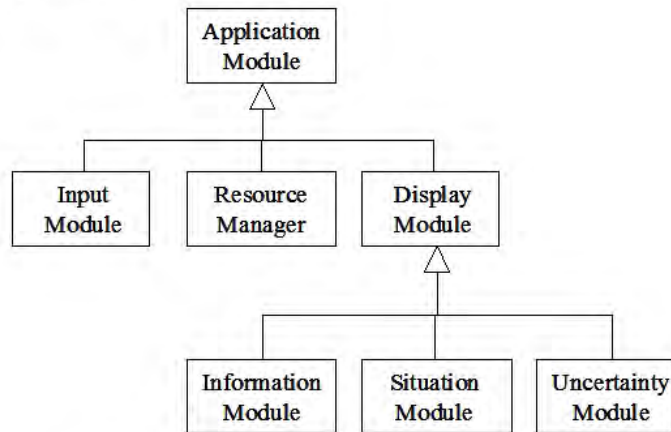 Application
Module
Input
Module
Resource
Manager
Display
Module
Information
Module
Situation
Module
Uncertainty
Module